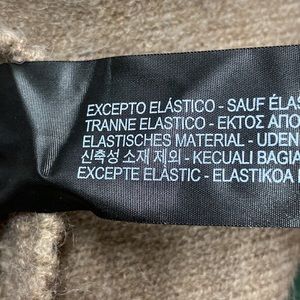 EXCEPTO ELÁSTICO - SAUF ÉLAS
TRANNE ELASTICO - ΕΚΤΟΣ ΑΠΟ
ELASTISCHES MATERIAL - UDEN
신축성 소재 제외 - KECUALI BAGIA
EXCEPTE ELÀSTIC - ELASTIKOA